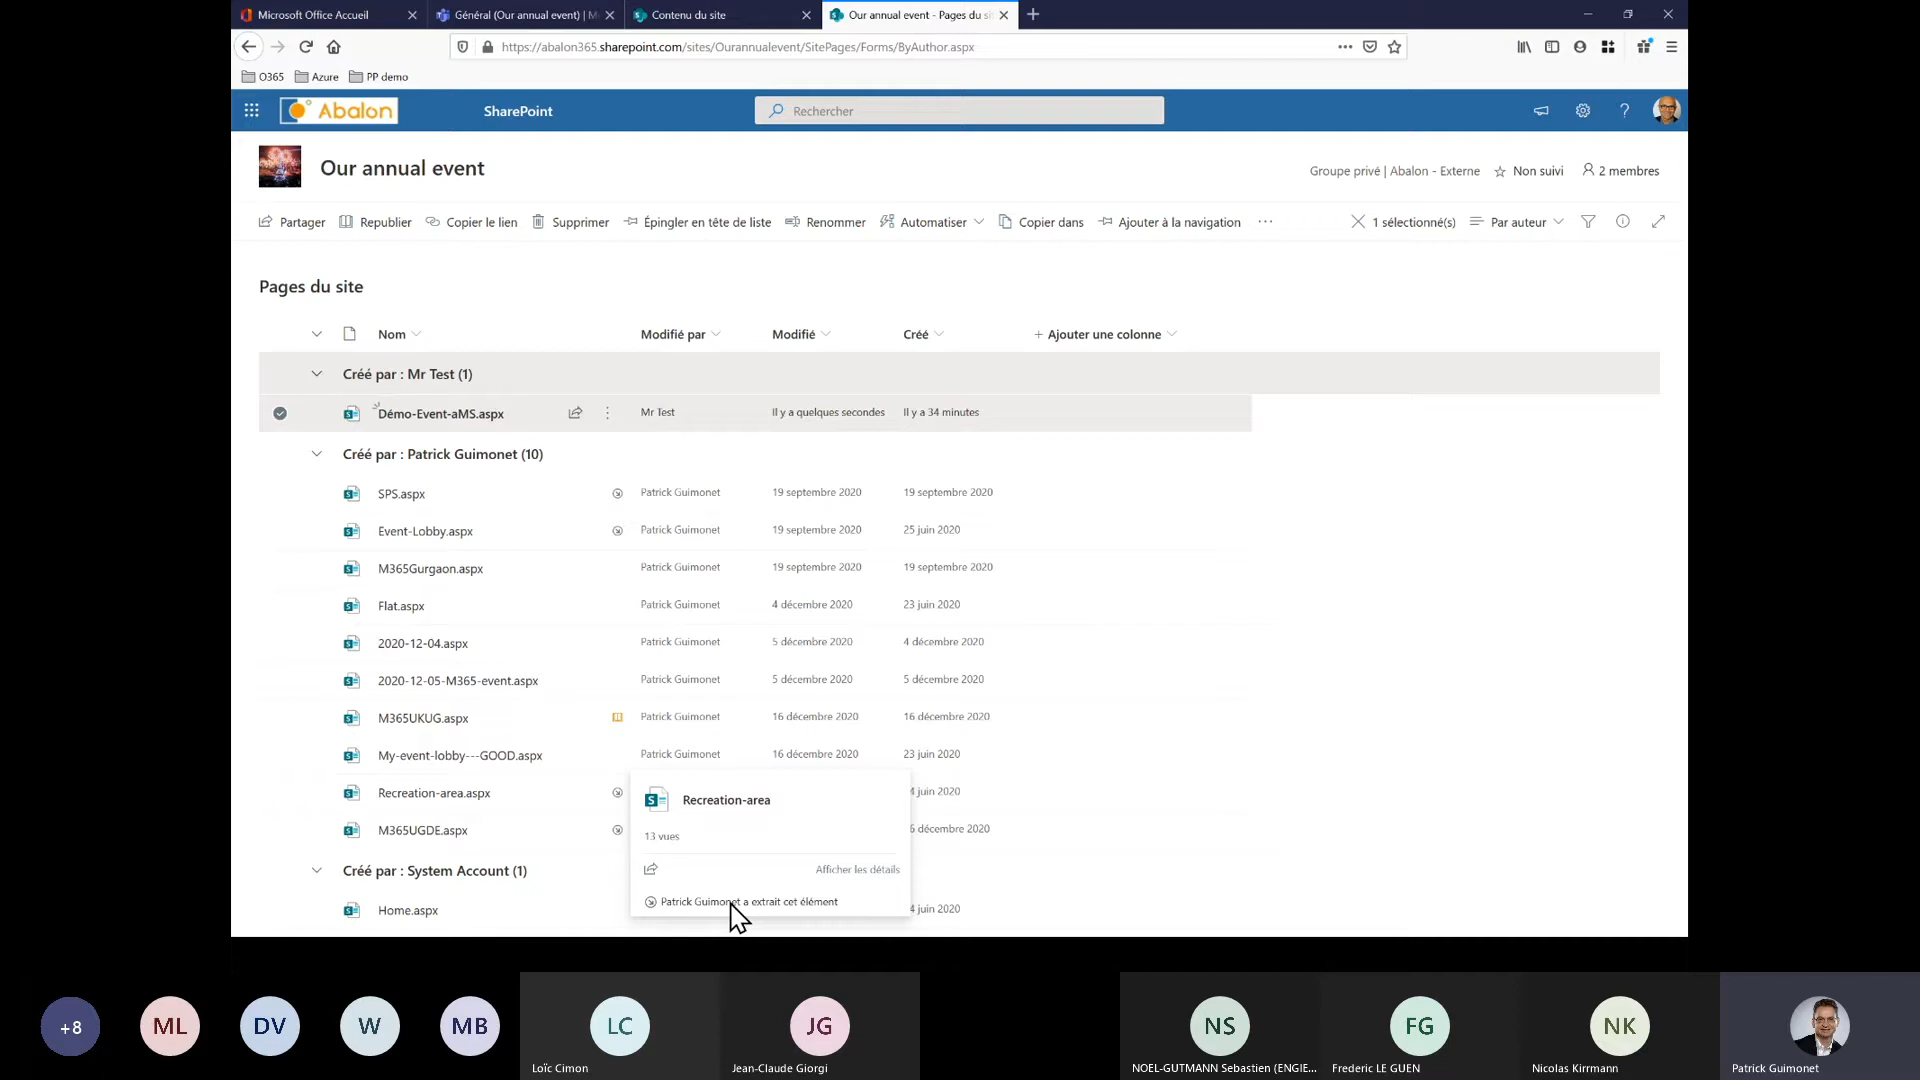 Microsoft Office Accueil
Général (Our annual event) | M
Contenu du site
Our annual event - Pages du si
https://abalon365.sharepoint.com/sites/Ourannualevent/SitePages/Forms/ByAuthor.aspx
O365 Azure PP demo
Abalon SharePoint Rechercher ?
Our annual event
Groupe privé | Abalon - Externe Non suivi 2 membres
Partager Republier Copier le lien Supprimer Épingler en tête de liste Renommer Automatiser Copier dans Ajouter à la navigation ··· 1 sélectionné(s) Par auteur
Pages du site
Nom Modifié par Modifié Créé + Ajouter une colonne
Créé par : Mr Test (1)
Démo-Event-aMS.aspx Mr Test Il y a quelques secondes Il y a 34 minutes
Créé par : Patrick Guimonet (10)
SPS.aspx Patrick Guimonet 19 septembre 2020 19 septembre 2020
Event-Lobby.aspx Patrick Guimonet 19 septembre 2020 25 juin 2020
M365Gurgaon.aspx Patrick Guimonet 19 septembre 2020 19 septembre 2020
Flat.aspx Patrick Guimonet 4 décembre 2020 23 juin 2020
2020-12-04.aspx Patrick Guimonet 5 décembre 2020 4 décembre 2020
2020-12-05-M365-event.aspx Patrick Guimonet 5 décembre 2020 5 décembre 2020
M365UKUG.aspx Patrick Guimonet 16 décembre 2020 16 décembre 2020
My-event-lobby---GOOD.aspx Patrick Guimonet 16 décembre 2020 23 juin 2020
Recreation-area.aspx 4 juin 2020
Recreation-area
M365UGDE.aspx 6 décembre 2020
13 vues
Afficher les détails
Créé par : System Account (1)
Patrick Guimonet a extrait cet élément
Home.aspx 4 juin 2020
+8 ML DV W MB LC JG NS FG NK
Loïc Cimon Jean-Claude Giorgi NOEL-GUTMANN Sebastien (ENGIE... Frederic LE GUEN Nicolas Kirrmann Patrick Guimonet